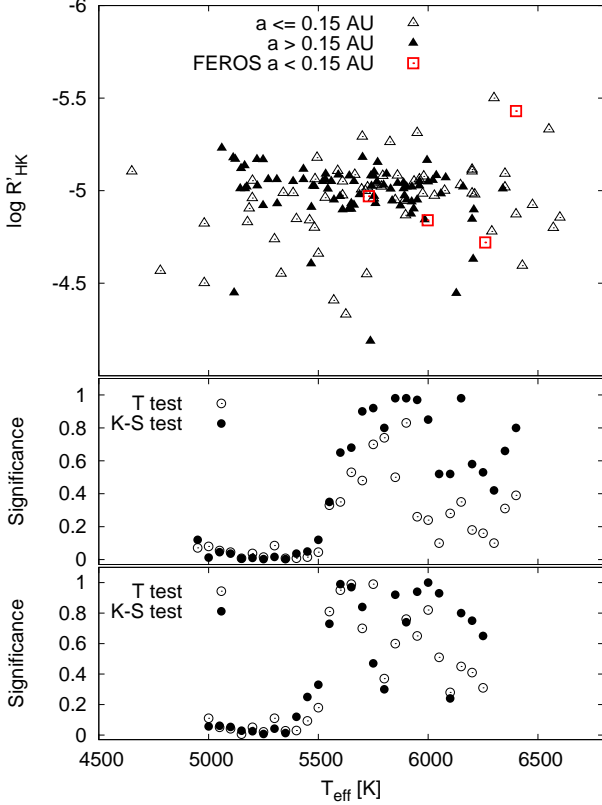 -6
a <= 0.15 AU
a > 0.15 AU
FEROS a < 0.15 AU
-5.5
-5
-4.5
log R'HK
1
0.8
0.6
0.4
0.2
0
T test
K-S test
Significance
1
0.8
0.6
0.4
0.2
0
T test
K-S test
Significance
4500
5000
5500
6000
6500
Teff [K]